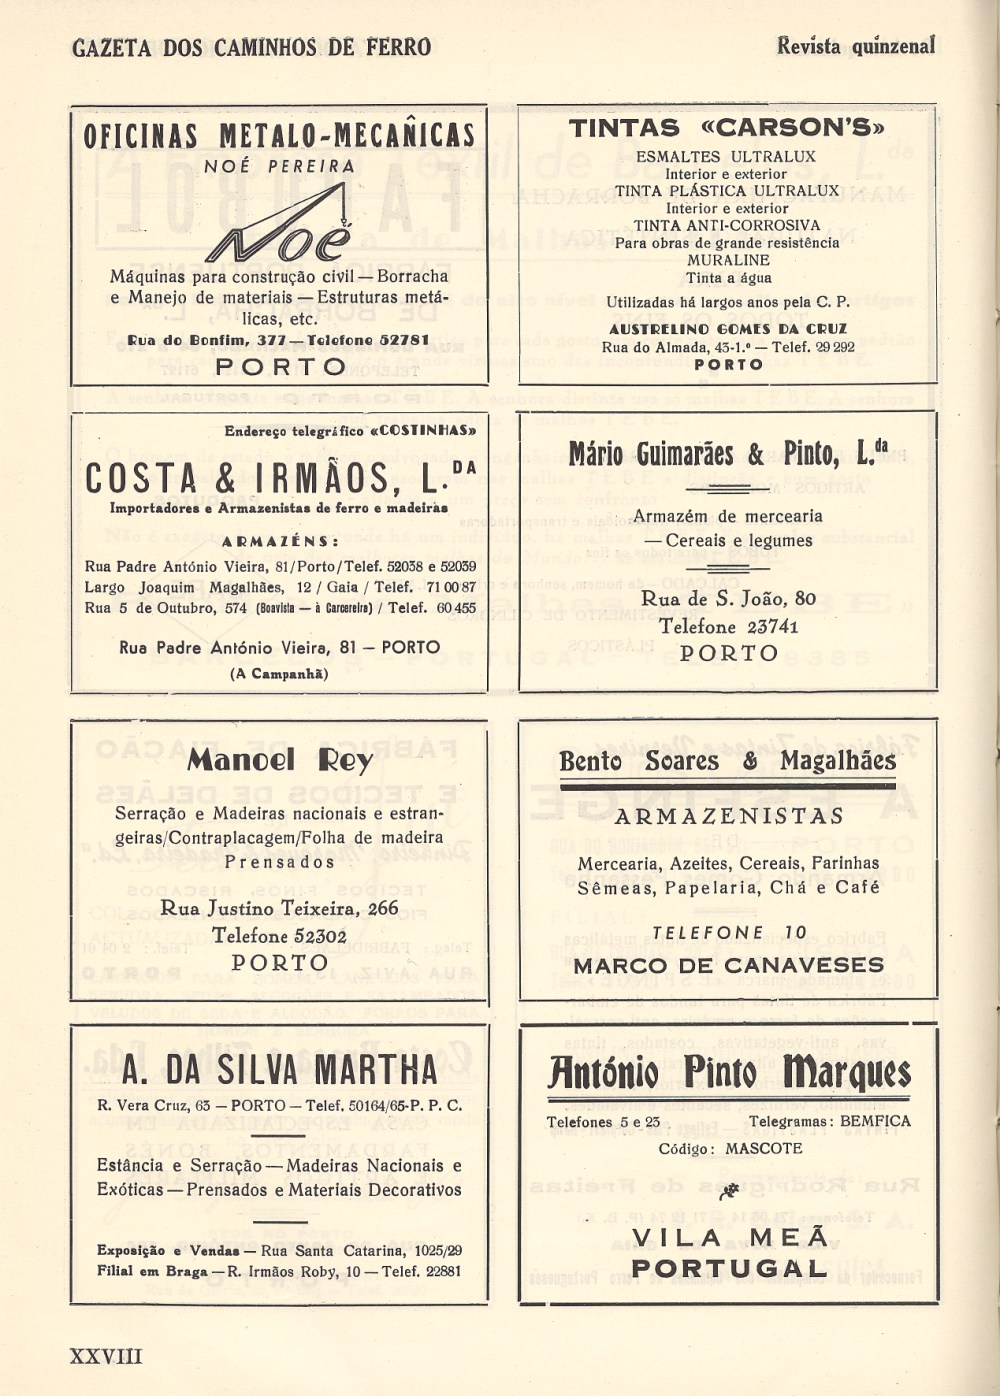 GAZETA DOS CAMINHOS DE FERRO
Revista quinzenal
OFICINAS METALO-MECAÑICAS
NOÉ PEREIRA
Noé
Máquinas para construção civil — Borracha
e Manejo de materiais — Estruturas metá-
licas, etc.
Rua do Bonfim, 377 — Telefone 52781
PORTO
TINTAS «CARSON'S»
ESMALTES ULTRALUX
Interior e exterior
TINTA PLÁSTICA ULTRALUX
Interior e exterior
TINTA ANTI-CORROSIVA
Para obras de grande resistência
MURALINE
Tinta a água
Utilizadas há largos anos pela C. P.
AUSTRELINO GOMES DA CRUZ
Rua do Almada, 43-1.º — Telef. 29 292
PORTO
Endereço telegráfico «COSTINHAS»
COSTA & IRMÃOS, L.DA
Importadores e Armazenistas de ferro e madeiras
ARMAZÉNS:
Rua Padre António Vieira, 81/Porto/Telef. 52038 e 52039
Largo Joaquim Magalhães, 12 / Gaia / Telef. 71 00 87
Rua 5 de Outubro, 574 (Boavista — à Carcereira) / Telef. 60 455
Rua Padre António Vieira, 81 — PORTO
(A Campanhã)
Mário Guimarães & Pinto, L.da
Armazém de mercearia
— Cereais e legumes
Rua de S. João, 80
Telefone 23741
PORTO
Manoel Rey
Serração e Madeiras nacionais e estran-
geiras/Contraplacagem/Folha de madeira
Prensados
Rua Justino Teixeira, 266
Telefone 52302
PORTO
Bento Soares & Magalhães
ARMAZENISTAS
Mercearia, Azeites, Cereais, Farinhas
Sêmeas, Papelaria, Chá e Café
TELEFONE 10
MARCO DE CANAVESES
A. DA SILVA MARTHA
R. Vera Cruz, 63 — PORTO — Telef. 50164/65-P. P. C.
Estância e Serração — Madeiras Nacionais e
Exóticas — Prensados e Materiais Decorativos
Exposição e Vendas — Rua Santa Catarina, 1025/29
Filial em Braga — R. Irmãos Roby, 10 — Telef. 22881
António Pinto Marques
Telefones 5 e 23 Telegramas: BEMFICA
Código: MASCOTE
VILA MEÃ
PORTUGAL
XXVIII